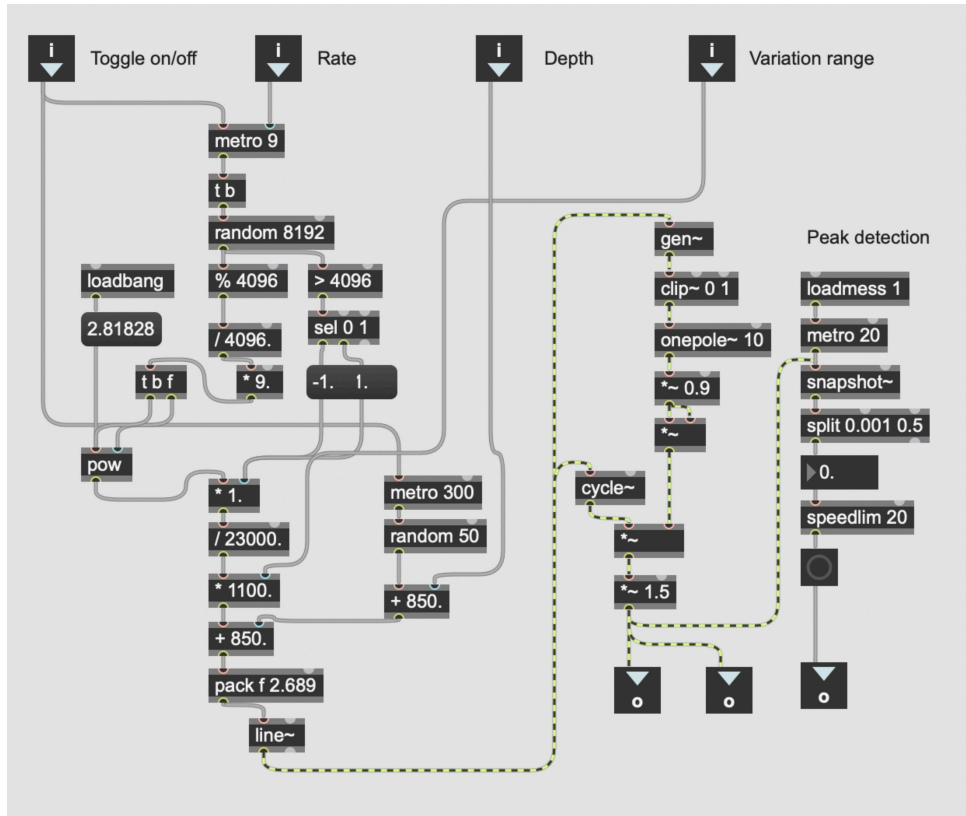 i
Toggle on/off
i
Rate
i
Depth
i
Variation range
metro 9
t b
random 8192
gen~
Peak detection
loadbang
% 4096
> 4096
clip~ 0 1
loadmess 1
2.81828
/ 4096.
sel 0 1
onepole~ 10
metro 20
t b f
* 9.
-1. 1.
*~ 0.9
snapshot~
*~
split 0.001 0.5
pow
* 1.
metro 300
cycle~
0.
/ 23000.
random 50
*~
speedlim 20
* 1100.
+ 850.
*~ 1.5
+ 850.
pack f 2.689
o
o
o
line~